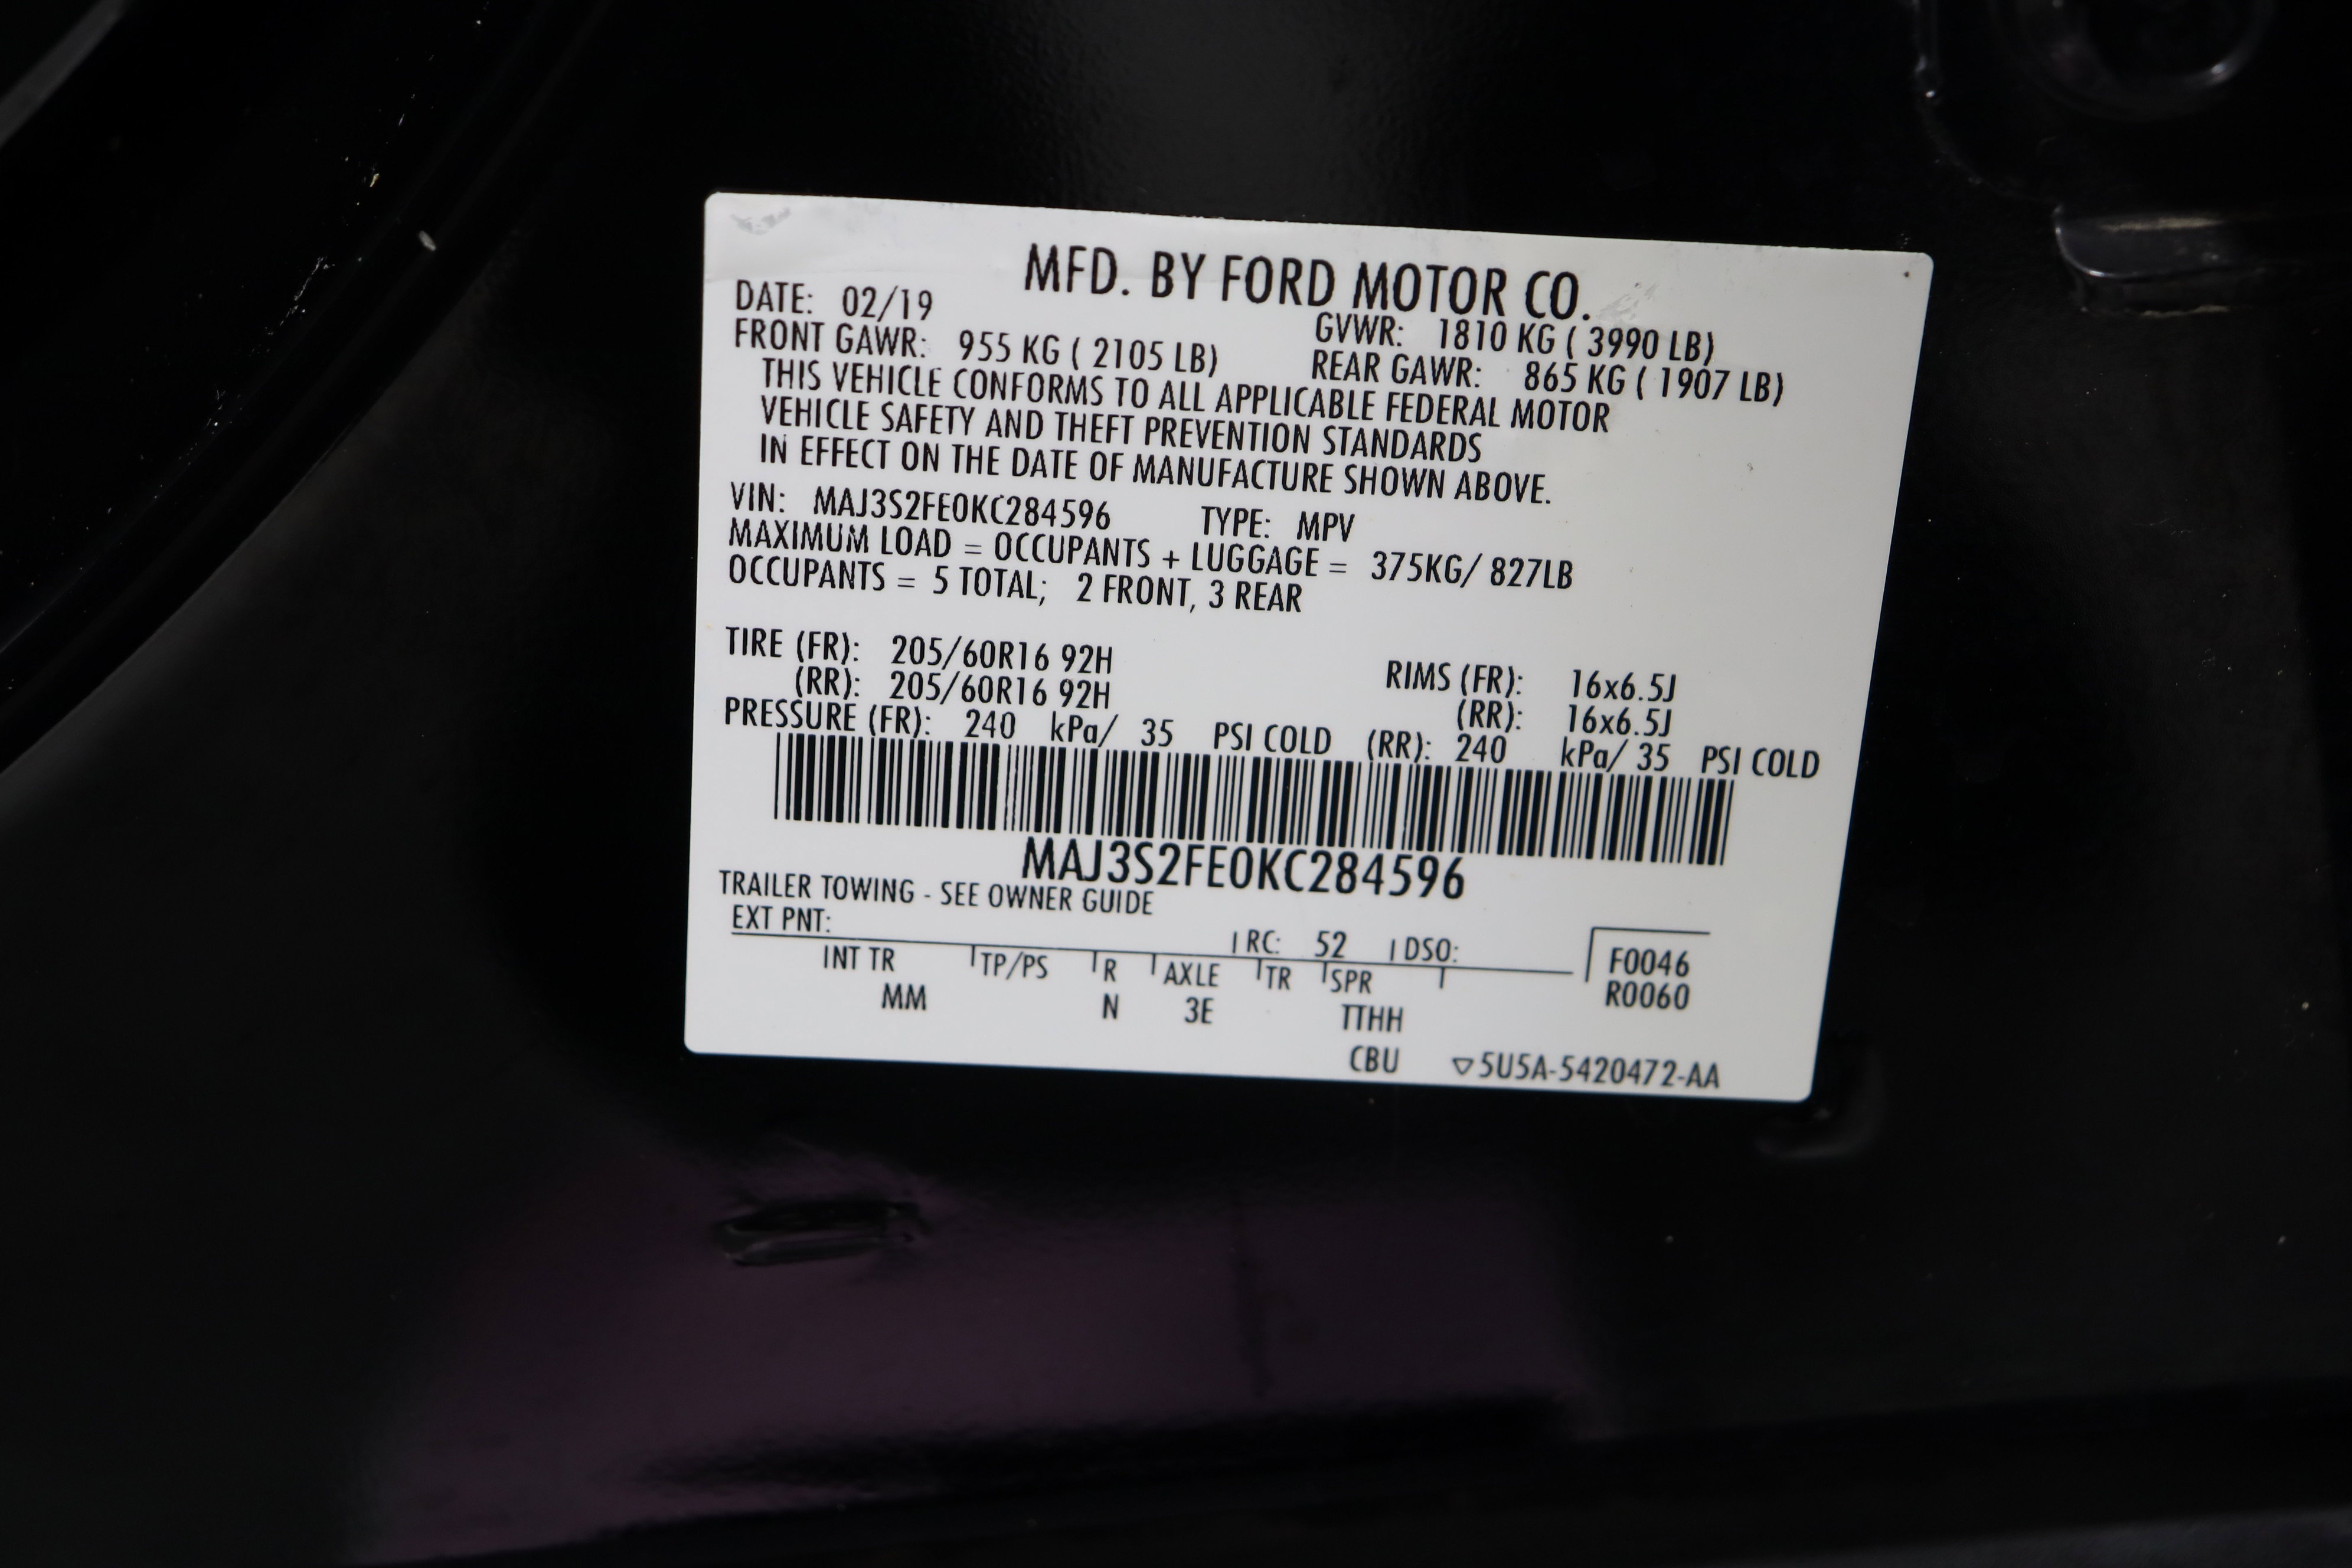 MFD. BY FORD MOTOR CO.
DATE: 02/19 GVWR: 1810 KG ( 3990 LB)
FRONT GAWR: 955 KG ( 2105 LB) REAR GAWR: 865 KG ( 1907 LB)
THIS VEHICLE CONFORMS TO ALL APPLICABLE FEDERAL MOTOR
VEHICLE SAFETY AND THEFT PREVENTION STANDARDS
IN EFFECT ON THE DATE OF MANUFACTURE SHOWN ABOVE.
VIN: MAJ3S2FE0KC284596 TYPE: MPV
MAXIMUM LOAD = OCCUPANTS + LUGGAGE = 375KG/ 827LB
OCCUPANTS = 5 TOTAL; 2 FRONT, 3 REAR
TIRE (FR): 205/60R16 92H RIMS (FR): 16x6.5J
(RR): 205/60R16 92H (RR): 16x6.5J
PRESSURE (FR): 240 kPa/ 35 PSI COLD (RR): 240 kPa/ 35 PSI COLD
MAJ3S2FE0KC284596
TRAILER TOWING - SEE OWNER GUIDE
EXT PNT: RC: 52 DSO: F0046
INT TR TP/PS R AXLE TR SPR R0060
MM N 3E TTHH
CBU ▽5U5A-5420472-AA